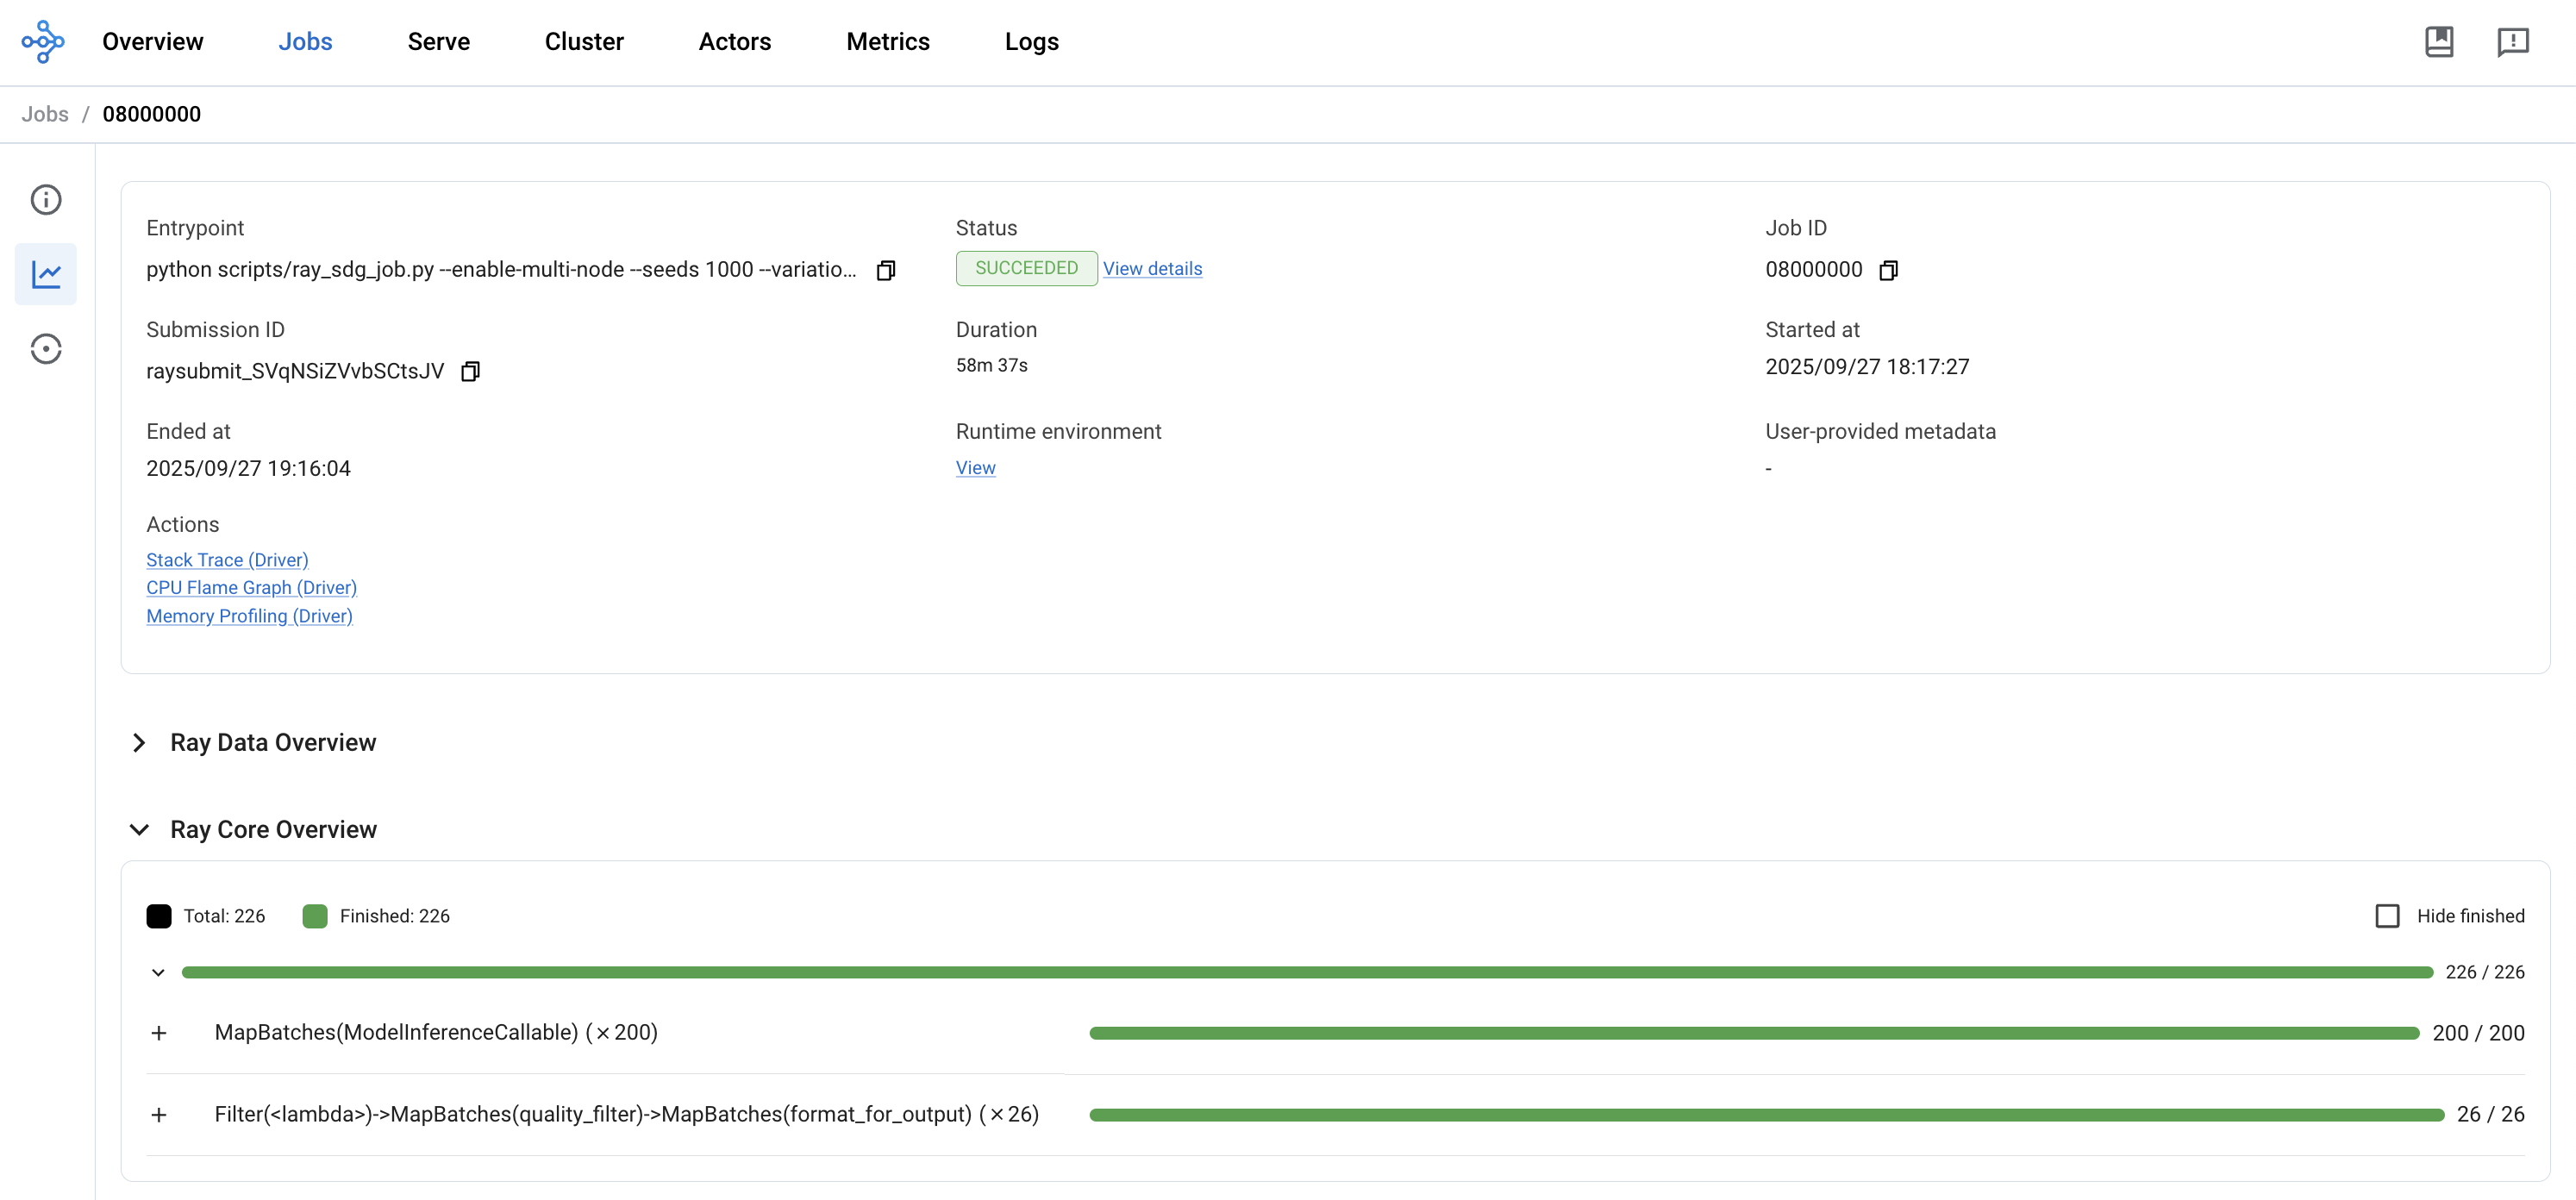 Overview Jobs Serve Cluster Actors Metrics Logs
Jobs / 08000000
Entrypoint
python scripts/ray_sdg_job.py --enable-multi-node --seeds 1000 --variatio...
Status
SUCCEEDED View details
Job ID
08000000
Submission ID
raysubmit_SVqNSiZVvbSCtsJV
Duration
58m 37s
Started at
2025/09/27 18:17:27
Ended at
2025/09/27 19:16:04
Runtime environment
View
User-provided metadata
-
Actions
Stack Trace (Driver)
CPU Flame Graph (Driver)
Memory Profiling (Driver)
Ray Data Overview
Ray Core Overview
Total: 226 Finished: 226 Hide finished
226 / 226
MapBatches(ModelInferenceCallable) (×200) 200 / 200
Filter(<lambda>)->MapBatches(quality_filter)->MapBatches(format_for_output) (×26) 26 / 26